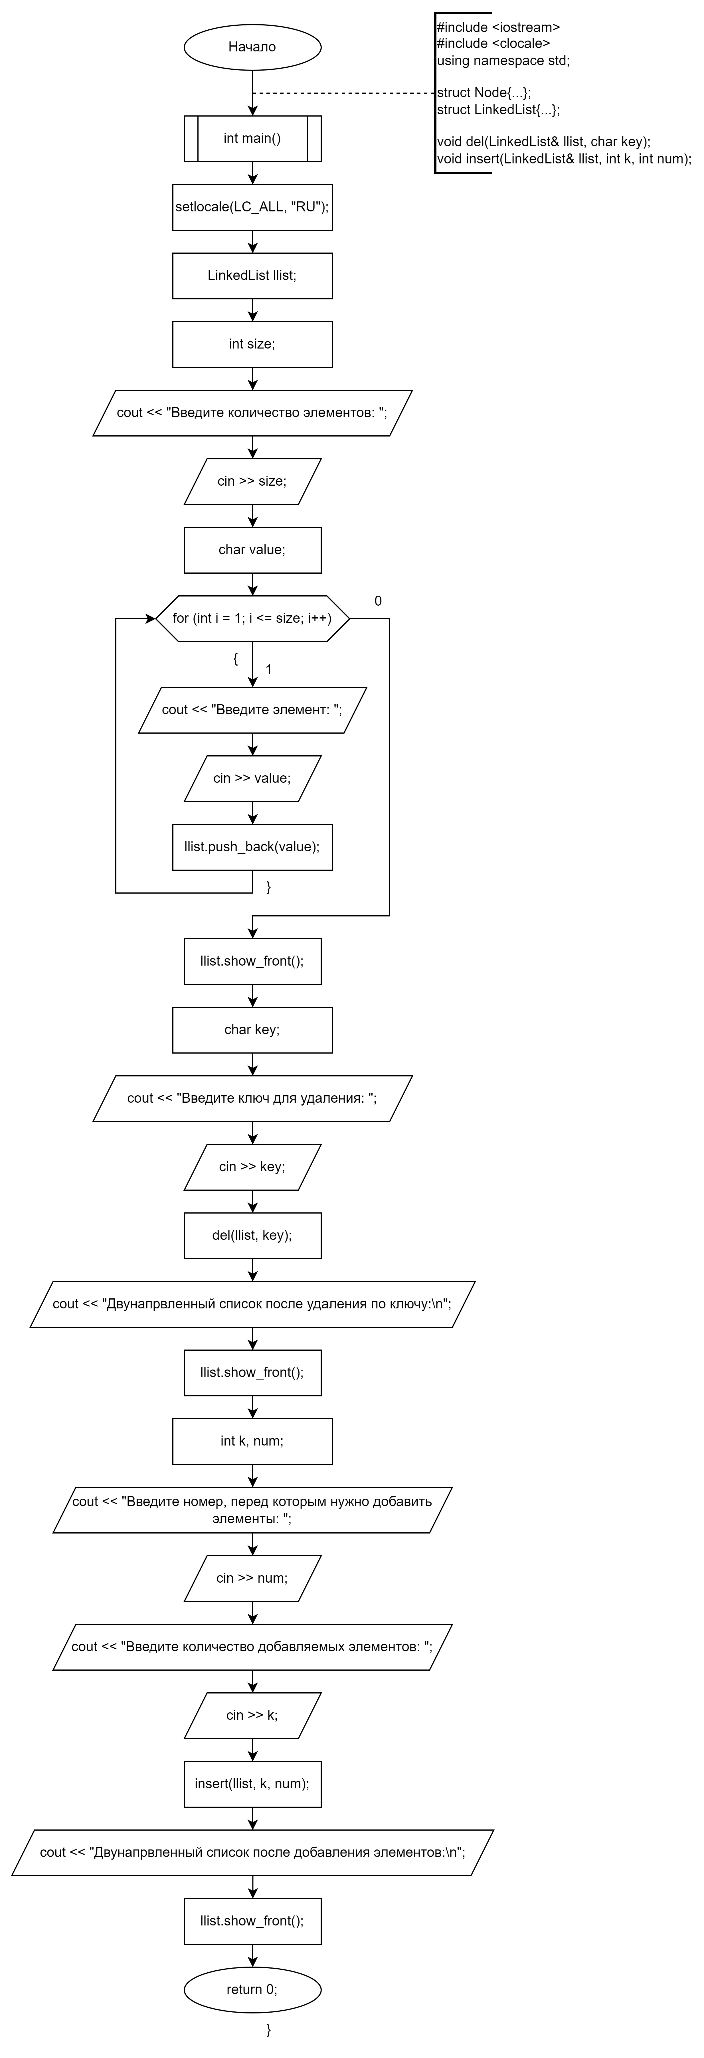 Начало
#include <iostream>
#include <clocale>
using namespace std;
struct Node{...};
struct LinkedList{...};
void del(LinkedList& llist, char key);
void insert(LinkedList& llist, int k, int num);
int main()
setlocale(LC_ALL, "RU");
LinkedList llist;
int size;
cout << "Введите количество элементов: ";
cin >> size;
char value;
for (int i = 1; i <= size; i++)
0
{
1
cout << "Введите элемент: ";
cin >> value;
llist.push_back(value);
}
llist.show_front();
char key;
cout << "Введите ключ для удаления: ";
cin >> key;
del(llist, key);
cout << "Двунапрвленный список после удаления по ключу:\n";
llist.show_front();
int k, num;
cout << "Введите номер, перед которым нужно добавить
элементы: ";
cin >> num;
cout << "Введите количество добавляемых элементов: ";
cin >> k;
insert(llist, k, num);
cout << "Двунапрвленный список после добавления элементов:\n";
llist.show_front();
return 0;
}